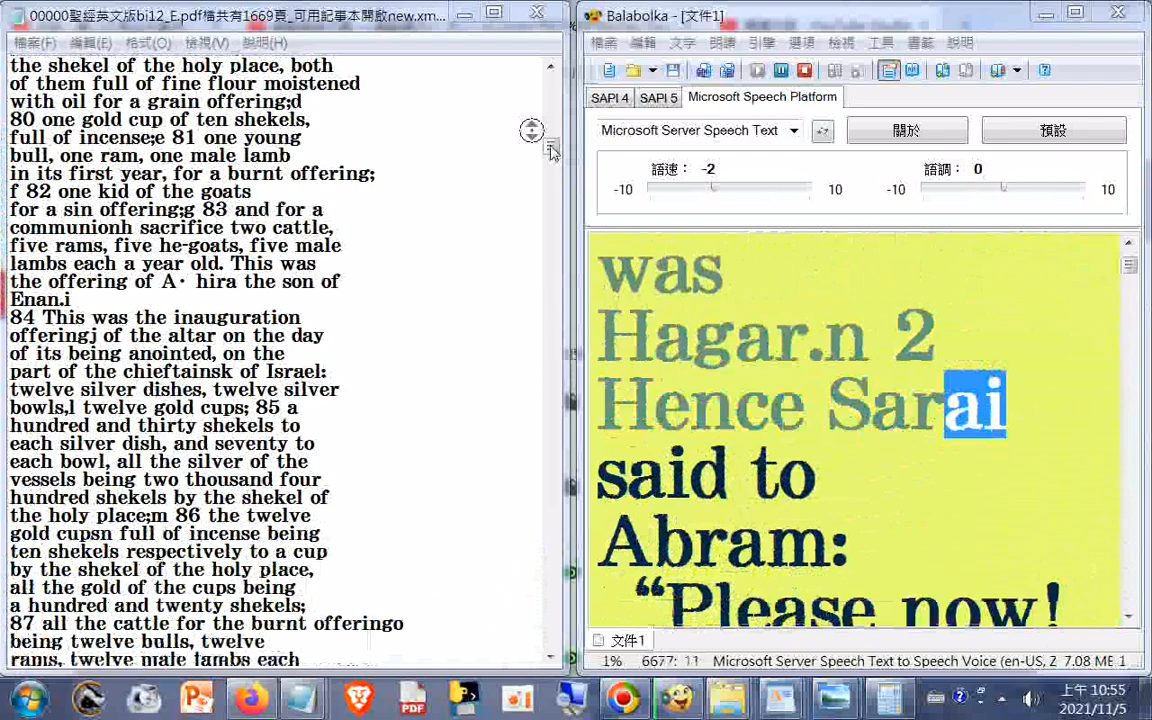 00000聖經英文版bi12_E.pdf檔共有1669頁_可用記事本開啟new.xm...
檔案(F) 編輯(E) 格式(O) 檢視(V) 說明(H)
the shekel of the holy place, both
of them full of fine flour moistened
with oil for a grain offering;d
80 one gold cup of ten shekels,
full of incense;e 81 one young
bull, one ram, one male lamb
in its first year, for a burnt offering;
f 82 one kid of the goats
for a sin offering;g 83 and for a
communionh sacrifice two cattle,
five rams, five he-goats, five male
lambs each a year old. This was
the offering of A· hira the son of
Enan.i
84 This was the inauguration
offeringj of the altar on the day
of its being anointed, on the
part of the chieftainsk of Israel:
twelve silver dishes, twelve silver
bowls,l twelve gold cups; 85 a
hundred and thirty shekels to
each silver dish, and seventy to
each bowl, all the silver of the
vessels being two thousand four
hundred shekels by the shekel of
the holy place;m 86 the twelve
gold cupsn full of incense being
ten shekels respectively to a cup
by the shekel of the holy place,
all the gold of the cups being
a hundred and twenty shekels;
87 all the cattle for the burnt offeringo
being twelve bulls, twelve
rams, twelve male lambs each
Balabolka - [文件1]
檔案 編輯 文字 朗讀 引擎 選項 檢視 工具 書籤 說明
SAPI 4 SAPI 5 Microsoft Speech Platform
Microsoft Server Speech Text 關於 預設
語速： -2 語調： 0
-10 10 -10 10
was
Hagar.n 2
Hence Sarai
said to
Abram:
“Please now!
文件1
1% 6677: 11 Microsoft Server Speech Text to Speech Voice (en-US, 2 7.08 ME 1
上午 10:55
2021/11/5